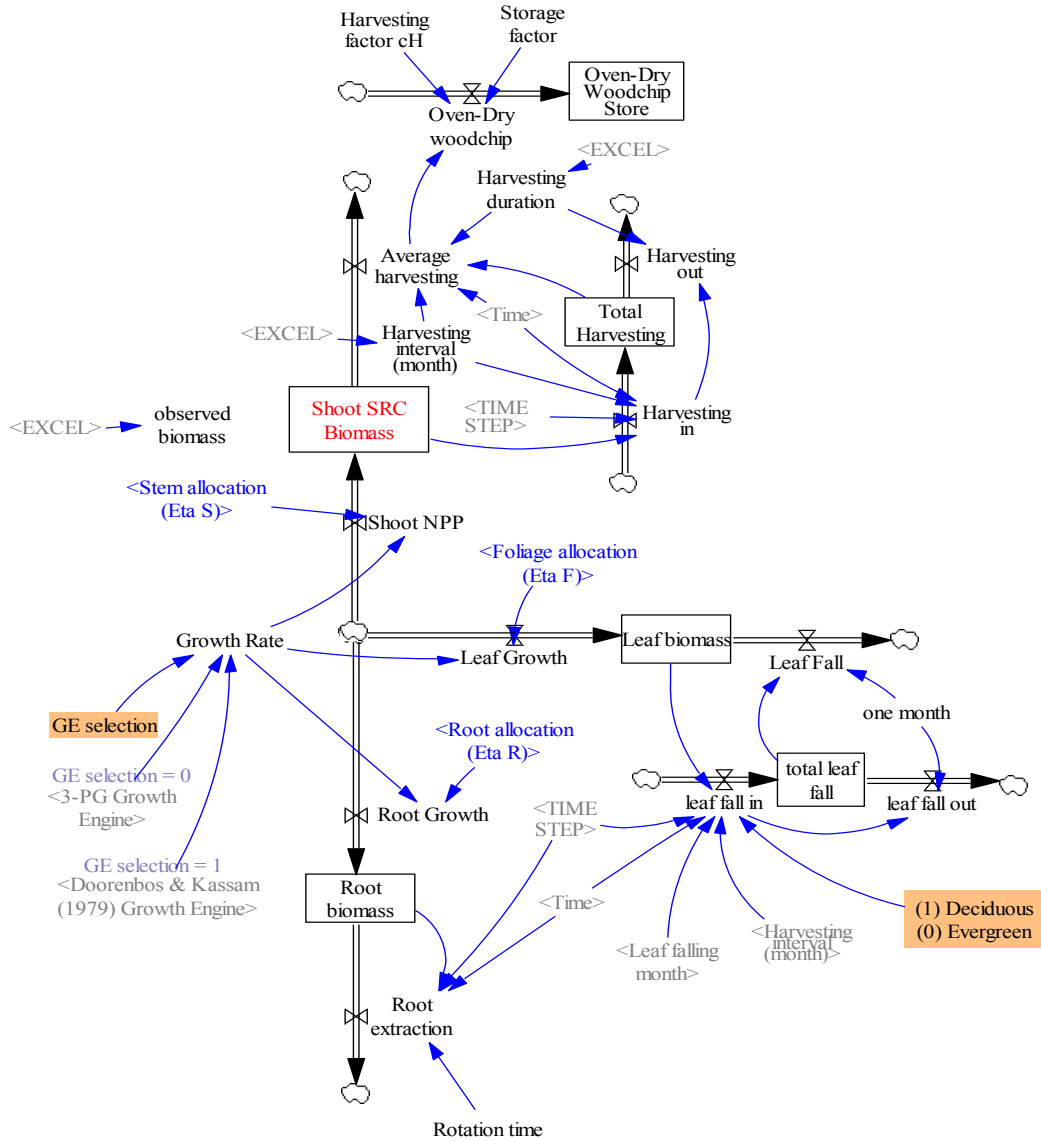 Harvesting
factor cH
Storage
factor
Oven-Dry
Woodchip
Store
Oven-Dry
woodchip
<EXCEL>
Harvesting
duration
Average
harvesting
Harvesting
out
<Time>
Total
Harvesting
<EXCEL>
Harvesting
interval
(month)
Shoot SRC
Biomass
<TIME
STEP>
Harvesting
in
<EXCEL>
observed
biomass
<Stem allocation
(Eta S)>
Shoot NPP
<Foliage allocation
(Eta F)>
Growth Rate
Leaf Growth
Leaf biomass
Leaf Fall
GE selection
<Root allocation
(Eta R)>
one month
GE selection = 0
<3-PG Growth
Engine>
Root Growth
total leaf
fall
leaf fall in
leaf fall out
<TIME
STEP>
GE selection = 1
<Doorenbos & Kassam
(1979) Growth Engine>
Root
biomass
<Time>
(1) Deciduous
(0) Evergreen
<Leaf falling
month>
<Harvesting
interval
(month)>
Root
extraction
Rotation time